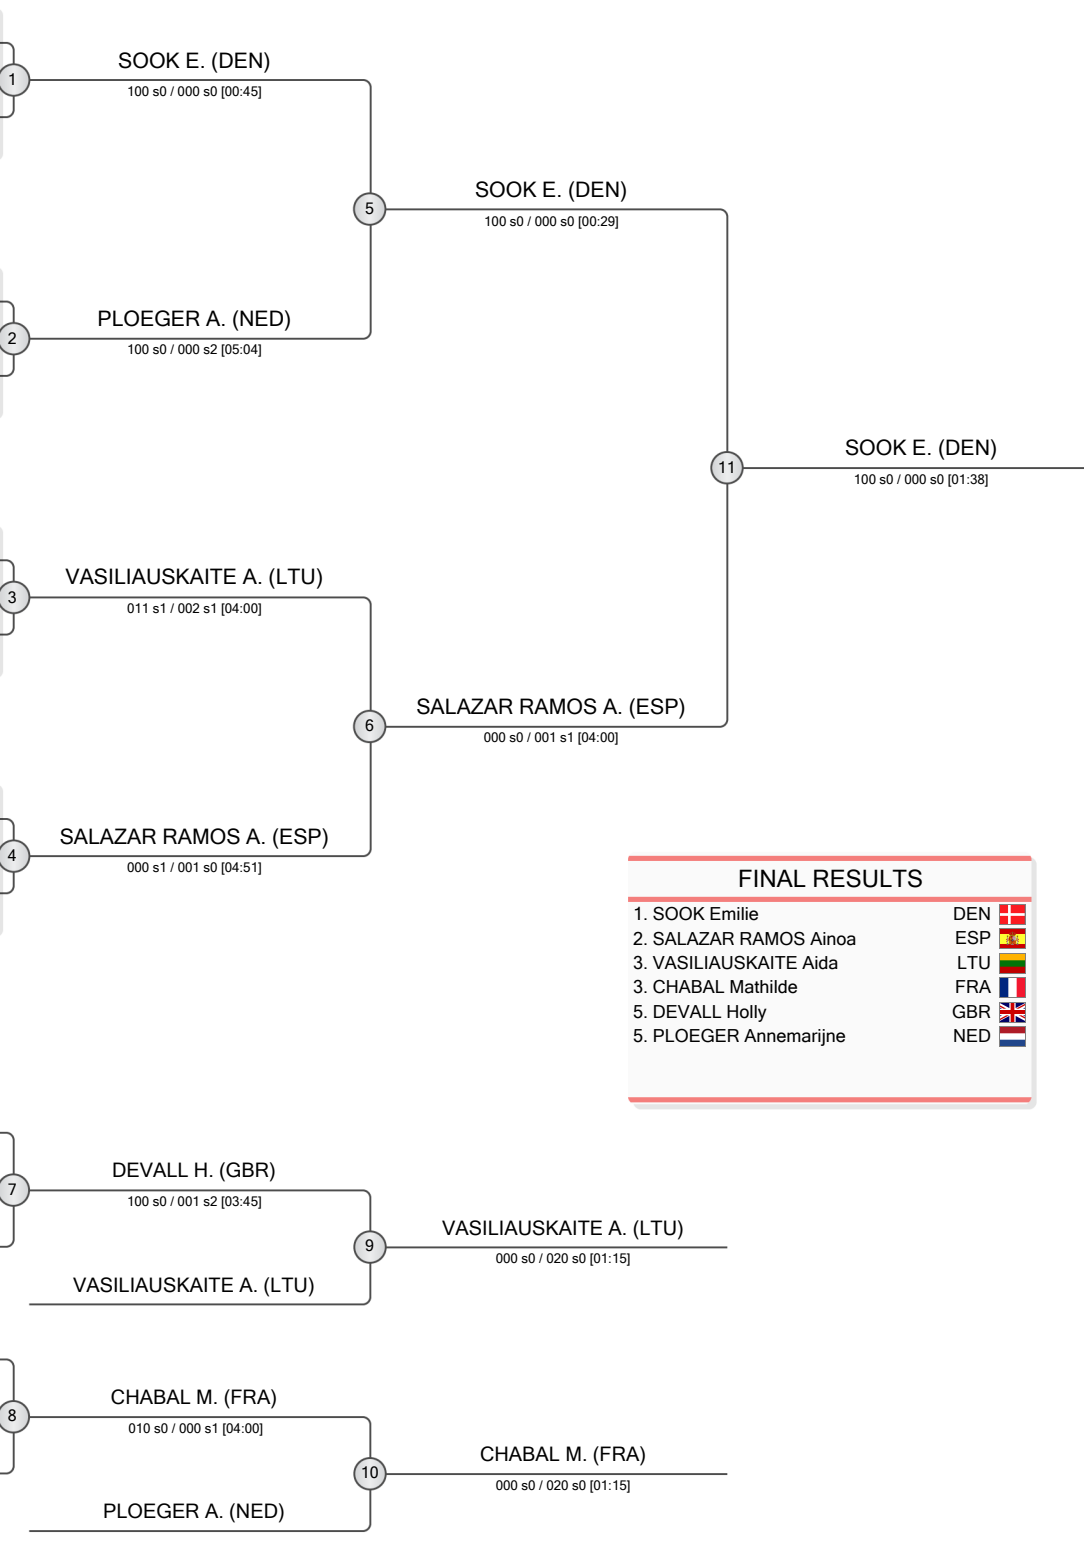 SOOK E. (DEN)
1
100 s0 / 000 s0 [00:45]
SOOK E. (DEN)
5
100 s0 / 000 s0 [00:29]
PLOEGER A. (NED)
2
100 s0 / 000 s2 [05:04]
SOOK E. (DEN)
11
100 s0 / 000 s0 [01:38]
VASILIAUSKAITE A. (LTU)
3
011 s1 / 002 s1 [04:00]
SALAZAR RAMOS A. (ESP)
6
000 s0 / 001 s1 [04:00]
SALAZAR RAMOS A. (ESP)
4
000 s1 / 001 s0 [04:51]
FINAL RESULTS
1. SOOK Emilie DEN
2. SALAZAR RAMOS Ainoa ESP
3. VASILIAUSKAITE Aida LTU
3. CHABAL Mathilde FRA
5. DEVALL Holly GBR
5. PLOEGER Annemarijne NED
DEVALL H. (GBR)
7
100 s0 / 001 s2 [03:45]
VASILIAUSKAITE A. (LTU)
9
000 s0 / 020 s0 [01:15]
VASILIAUSKAITE A. (LTU)
CHABAL M. (FRA)
8
010 s0 / 000 s1 [04:00]
CHABAL M. (FRA)
10
000 s0 / 020 s0 [01:15]
PLOEGER A. (NED)